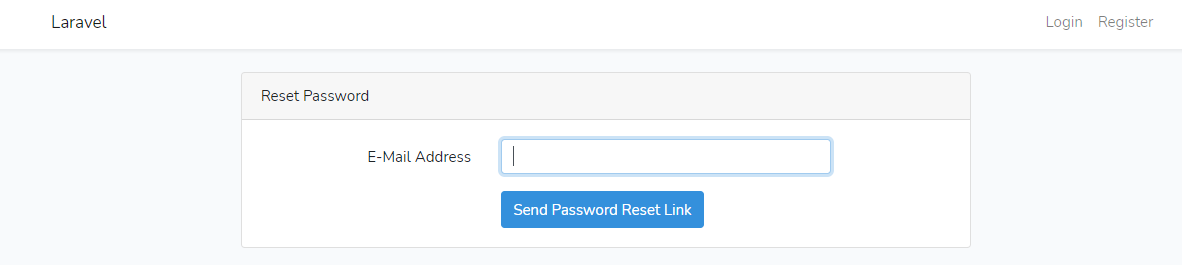 Laravel
Login Register
Reset Password
E-Mail Address
Send Password Reset Link